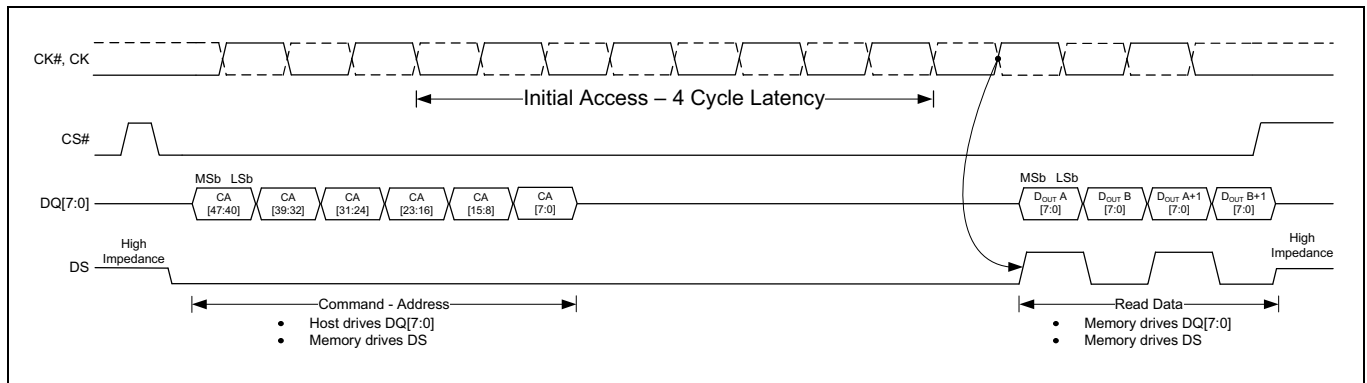 CK#, CK
Initial Access – 4 Cycle Latency
CS#
MSb LSb
MSb LSb
DQ[7:0]
CA
[47:40]
CA
[39:32]
CA
[31:24]
CA
[23:16]
CA
[15:8]
CA
[7:0]
DOUT A
[7:0]
DOUT B
[7:0]
DOUT A+1
[7:0]
DOUT B+1
[7:0]
High
Impedance
High
Impedance
DS
Command - Address
• Host drives DQ[7:0]
• Memory drives DS
Read Data
• Memory drives DQ[7:0]
• Memory drives DS